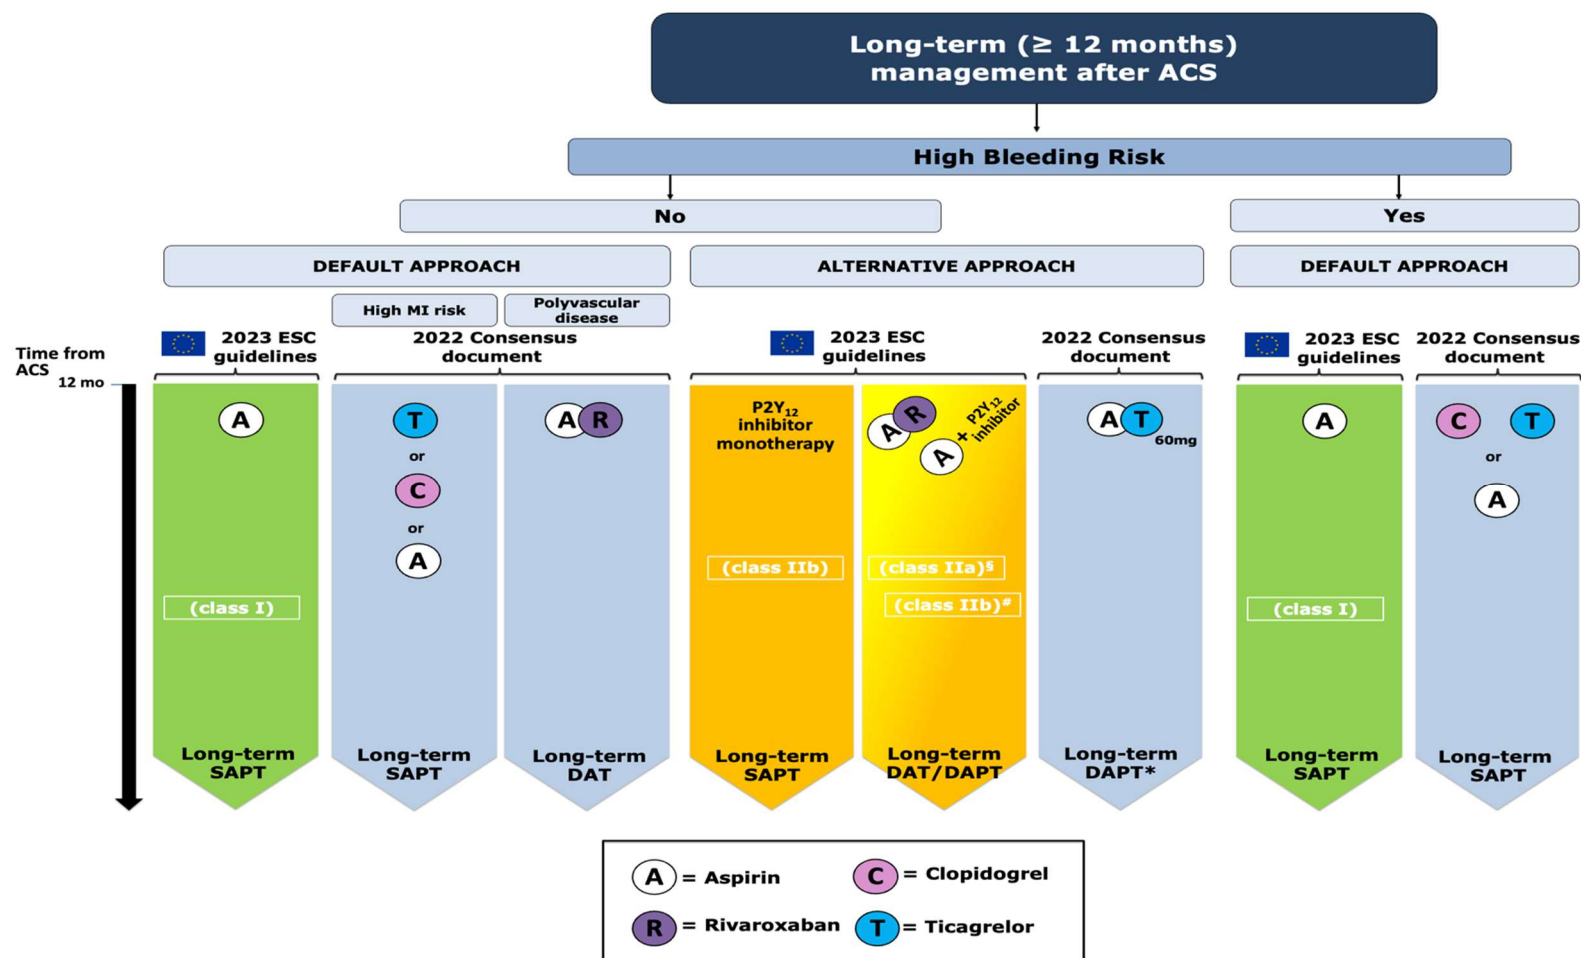 Long-term (≥ 12 months)
management after ACS
High Bleeding Risk
No
Yes
DEFAULT APPROACH
ALTERNATIVE APPROACH
DEFAULT APPROACH
High MI risk
Polyvascular
disease
2023 ESC
guidelines
2022 Consensus
document
2023 ESC
guidelines
2022 Consensus
document
2023 ESC
guidelines
2022 Consensus
document
Time from
ACS
12 mo
A
(class I)
Long-term
SAPT
T
or
C
or
A
Long-term
SAPT
A R
Long-term
DAT
P2Y₁₂
inhibitor
monotherapy
(class IIb)
Long-term
SAPT
A R
A + P2Y₁₂
inhibitor
(class IIa)§
(class IIb)#
Long-term
DAT/DAPT
A T
60mg
Long-term
DAPT*
A
(class I)
Long-term
SAPT
C T
or
A
Long-term
SAPT
A = Aspirin
C = Clopidogrel
R = Rivaroxaban
T = Ticagrelor